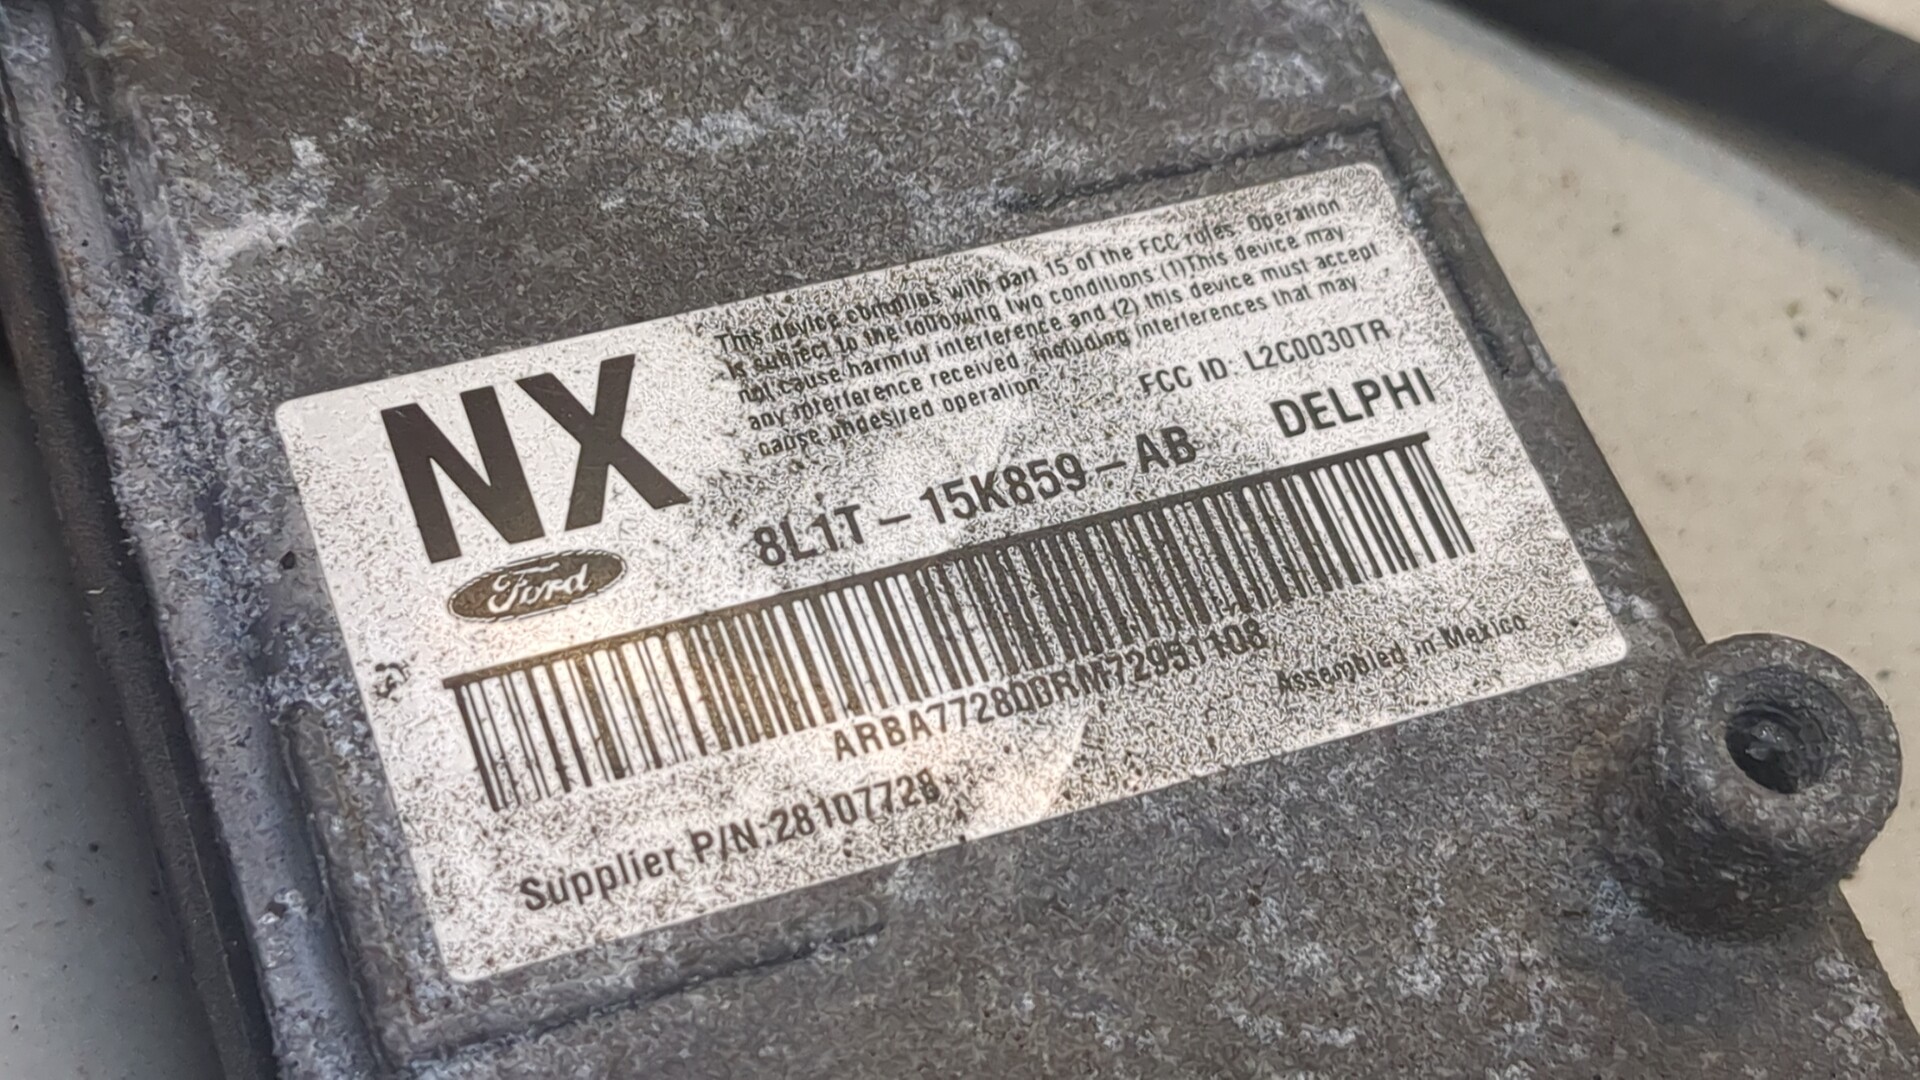 This device complies with part 15 of the FCC rules. Operation
is subject to the following two conditions (1)This device may
not cause harmful interference and (2) this device must accept
any interference received, including interferences that may
cause undesired operation
NX
FCC ID: L2C0030TR
DELPHI
8L1T - 15K859 - AB
Ford
Assembled in Mexico
Supplier P/N:28107728